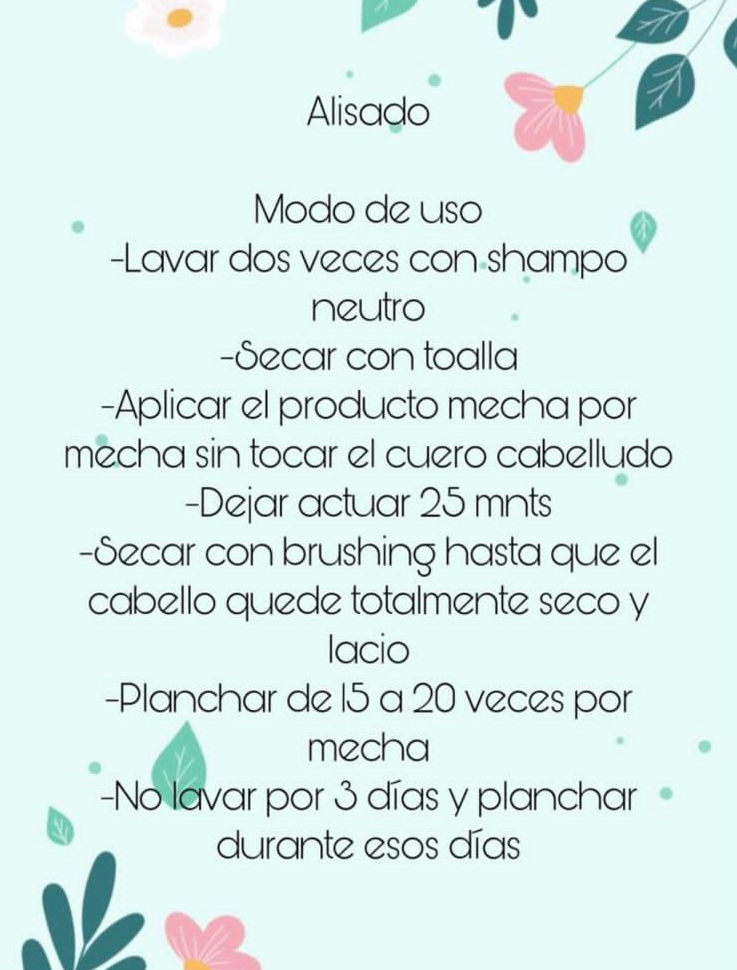 Alisado
Modo de uso
-Lavar dos veces con shampo
neutro
-Secar con toalla
-Aplicar el producto mecha por
mecha sin tocar el cuero cabelludo
-Dejar actuar 25 mnts
-Secar con brushing hasta que el
cabello quede totalmente seco y
lacio
-Planchar de 15 a 20 veces por
mecha
-No lavar por 3 días y planchar
durante esos días